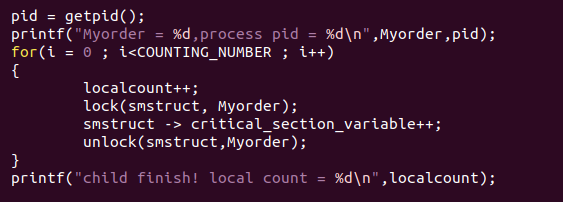 pid = getpid();
printf("Myorder = %d,process pid = %d\n",Myorder,pid);
for(i = 0 ; i<COUNTING_NUMBER ; i++)
{
        localcount++;
        lock(smstruct, Myorder);
        smstruct -> critical_section_variable++;
        unlock(smstruct,Myorder);
}
printf("child finish! local count = %d\n",localcount);